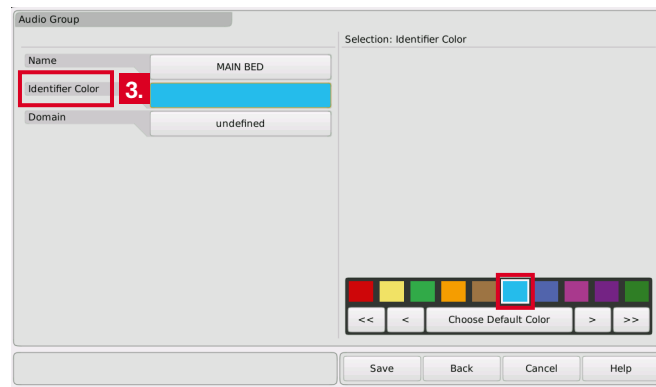 Audio Group
Selection: Identifier Color
Name
MAIN BED
Identifier Color
3.
Domain
undefined
<< < Choose Default Color > >>
Save Back Cancel Help